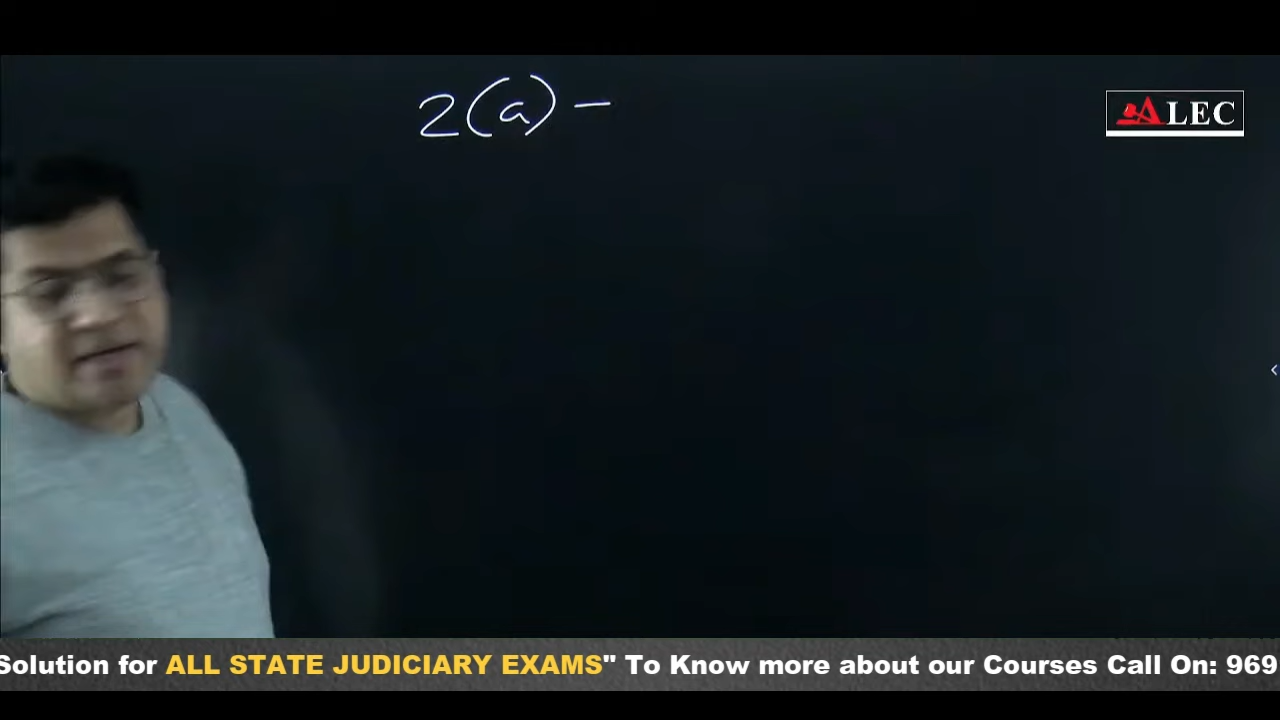 2(a) –
ALEC
Solution for ALL STATE JUDICIARY EXAMS" To Know more about our Courses Call On: 969